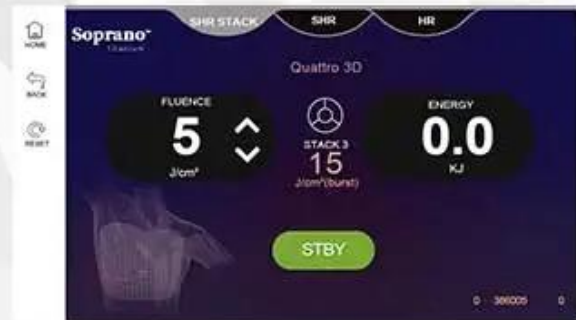 HOME
BACK
RESET
SHR STACK
SHR
HR
Soprano
Titanium
Quattro 3D
FLUENCE
5
J/cm²
STACK 3
15
J/cm²(burst)
ENERGY
0.0
KJ
STBY
0 386005 0